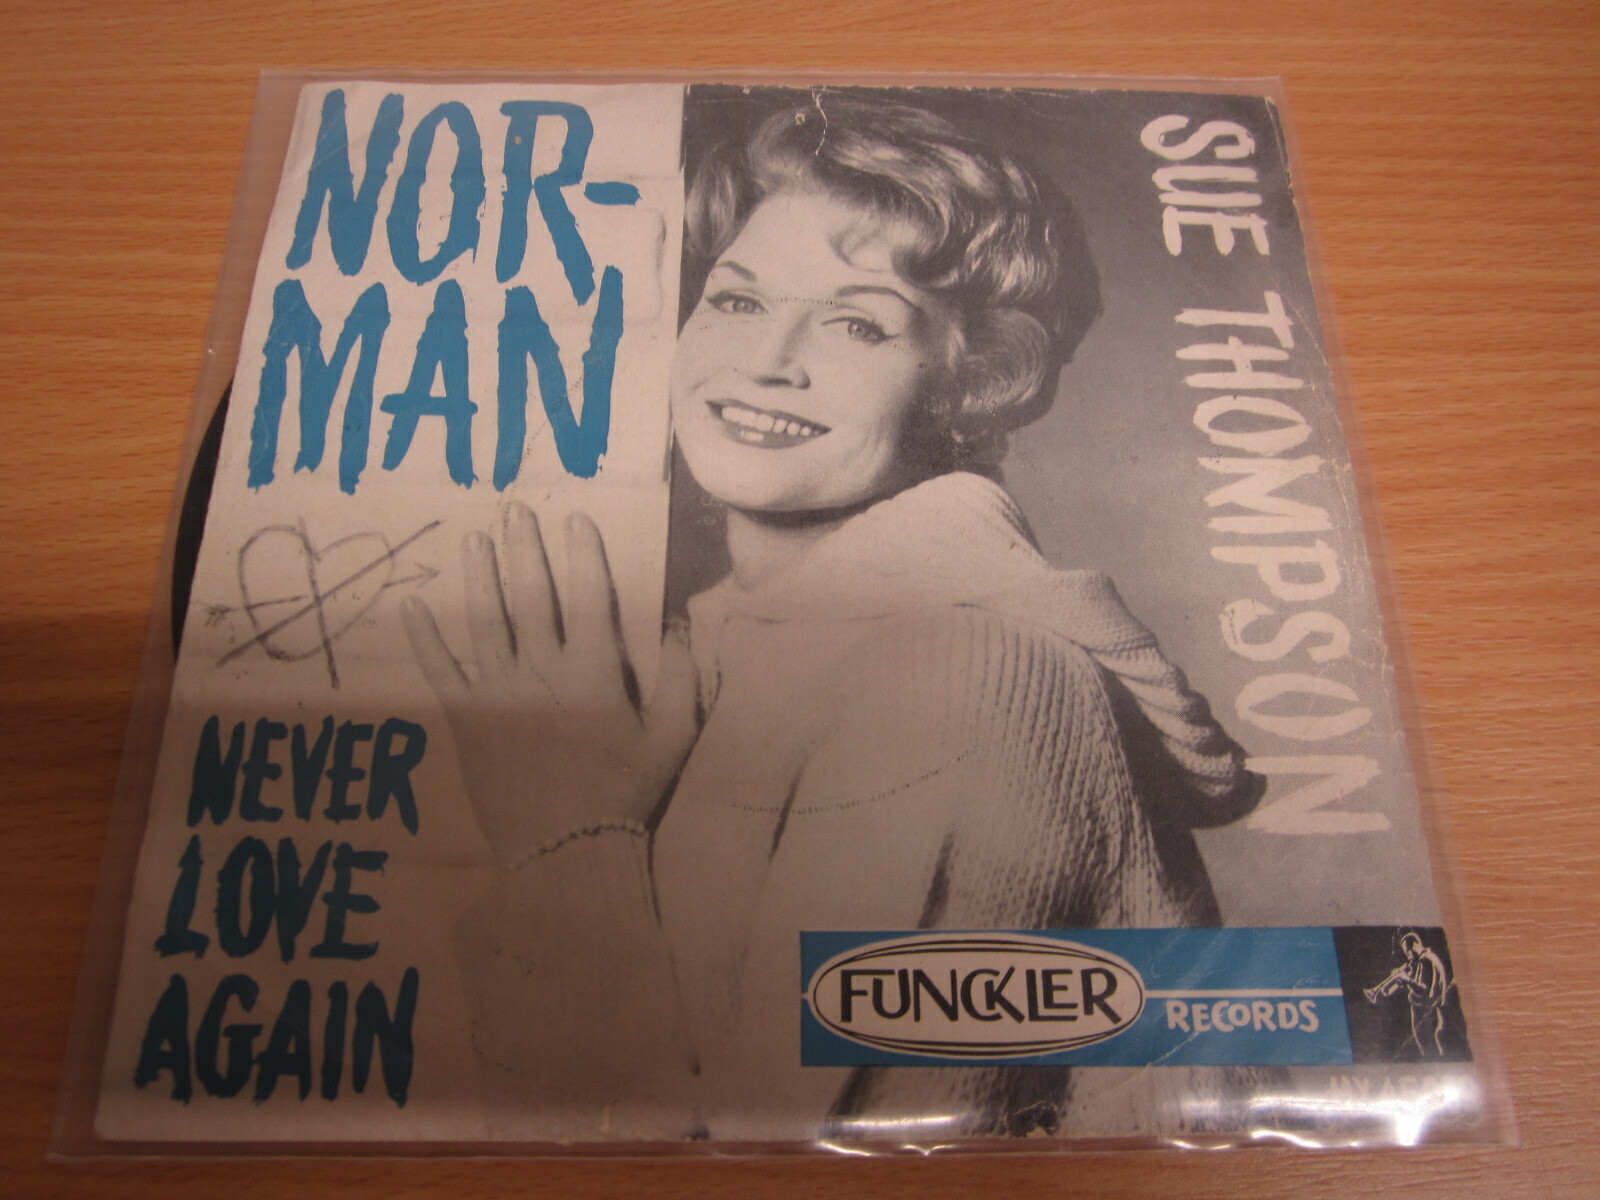 NOR-
MAN
SUE THOMPSON
NEVER
LOVE
AGAIN
FUNCKLER
RECORDS